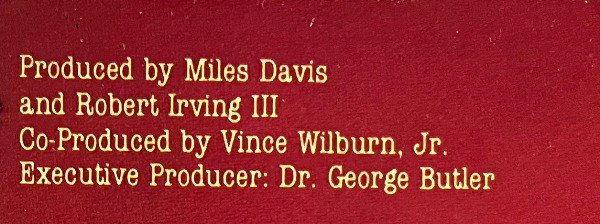 Produced by Miles Davis
and Robert Irving III
Co-Produced by Vince Wilburn, Jr.
Executive Producer: Dr. George Butler